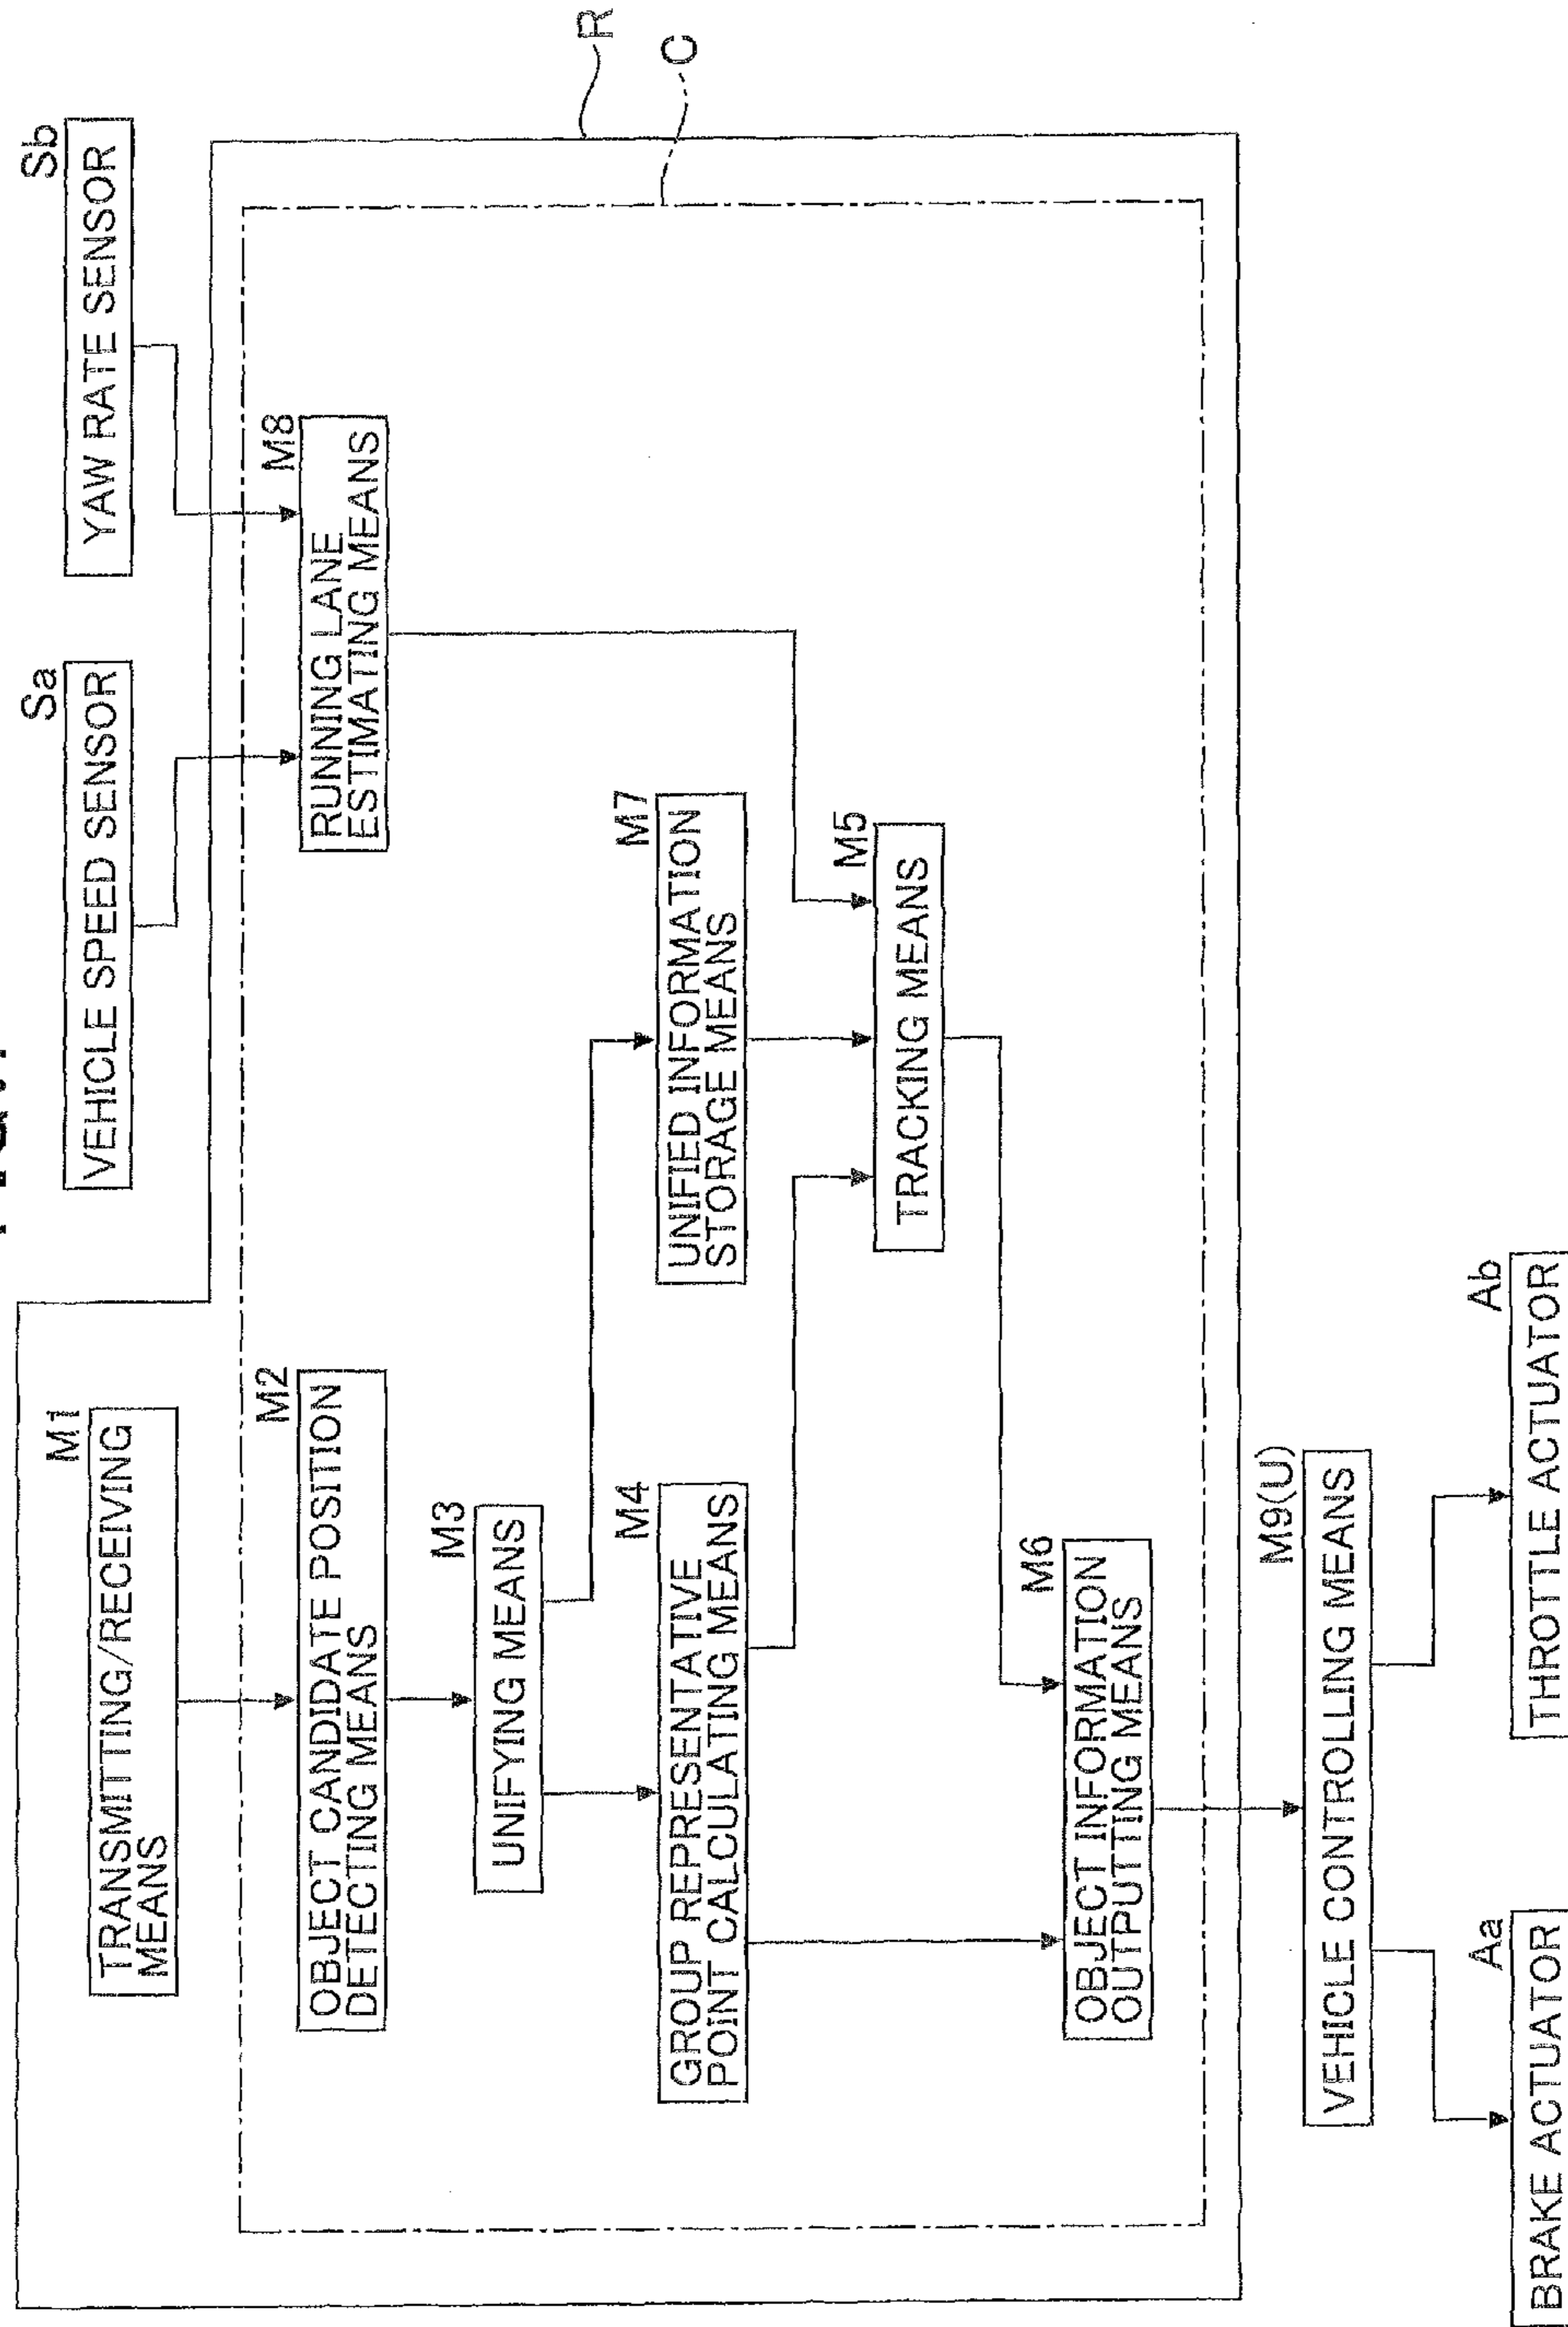 M1
TRANSMITTING/RECEIVING
MEANS
Sa
VEHICLE SPEED SENSOR
Sb
YAW RATE SENSOR
R
C
M2
OBJECT CANDIDATE POSITION
DETECTING MEANS
M8
RUNNING LANE
ESTIMATING MEANS
M3
UNIFYING MEANS
M4
GROUP REPRESENTATIVE
POINT CALCULATING MEANS
M7
UNIFIED INFORMATION
STORAGE MEANS
M5
TRACKING MEANS
M6
OBJECT INFORMATION
OUTPUTTING MEANS
M9(U)
VEHICLE CONTROLLING MEANS
Aa
BRAKE ACTUATOR
Ab
THROTTLE ACTUATOR